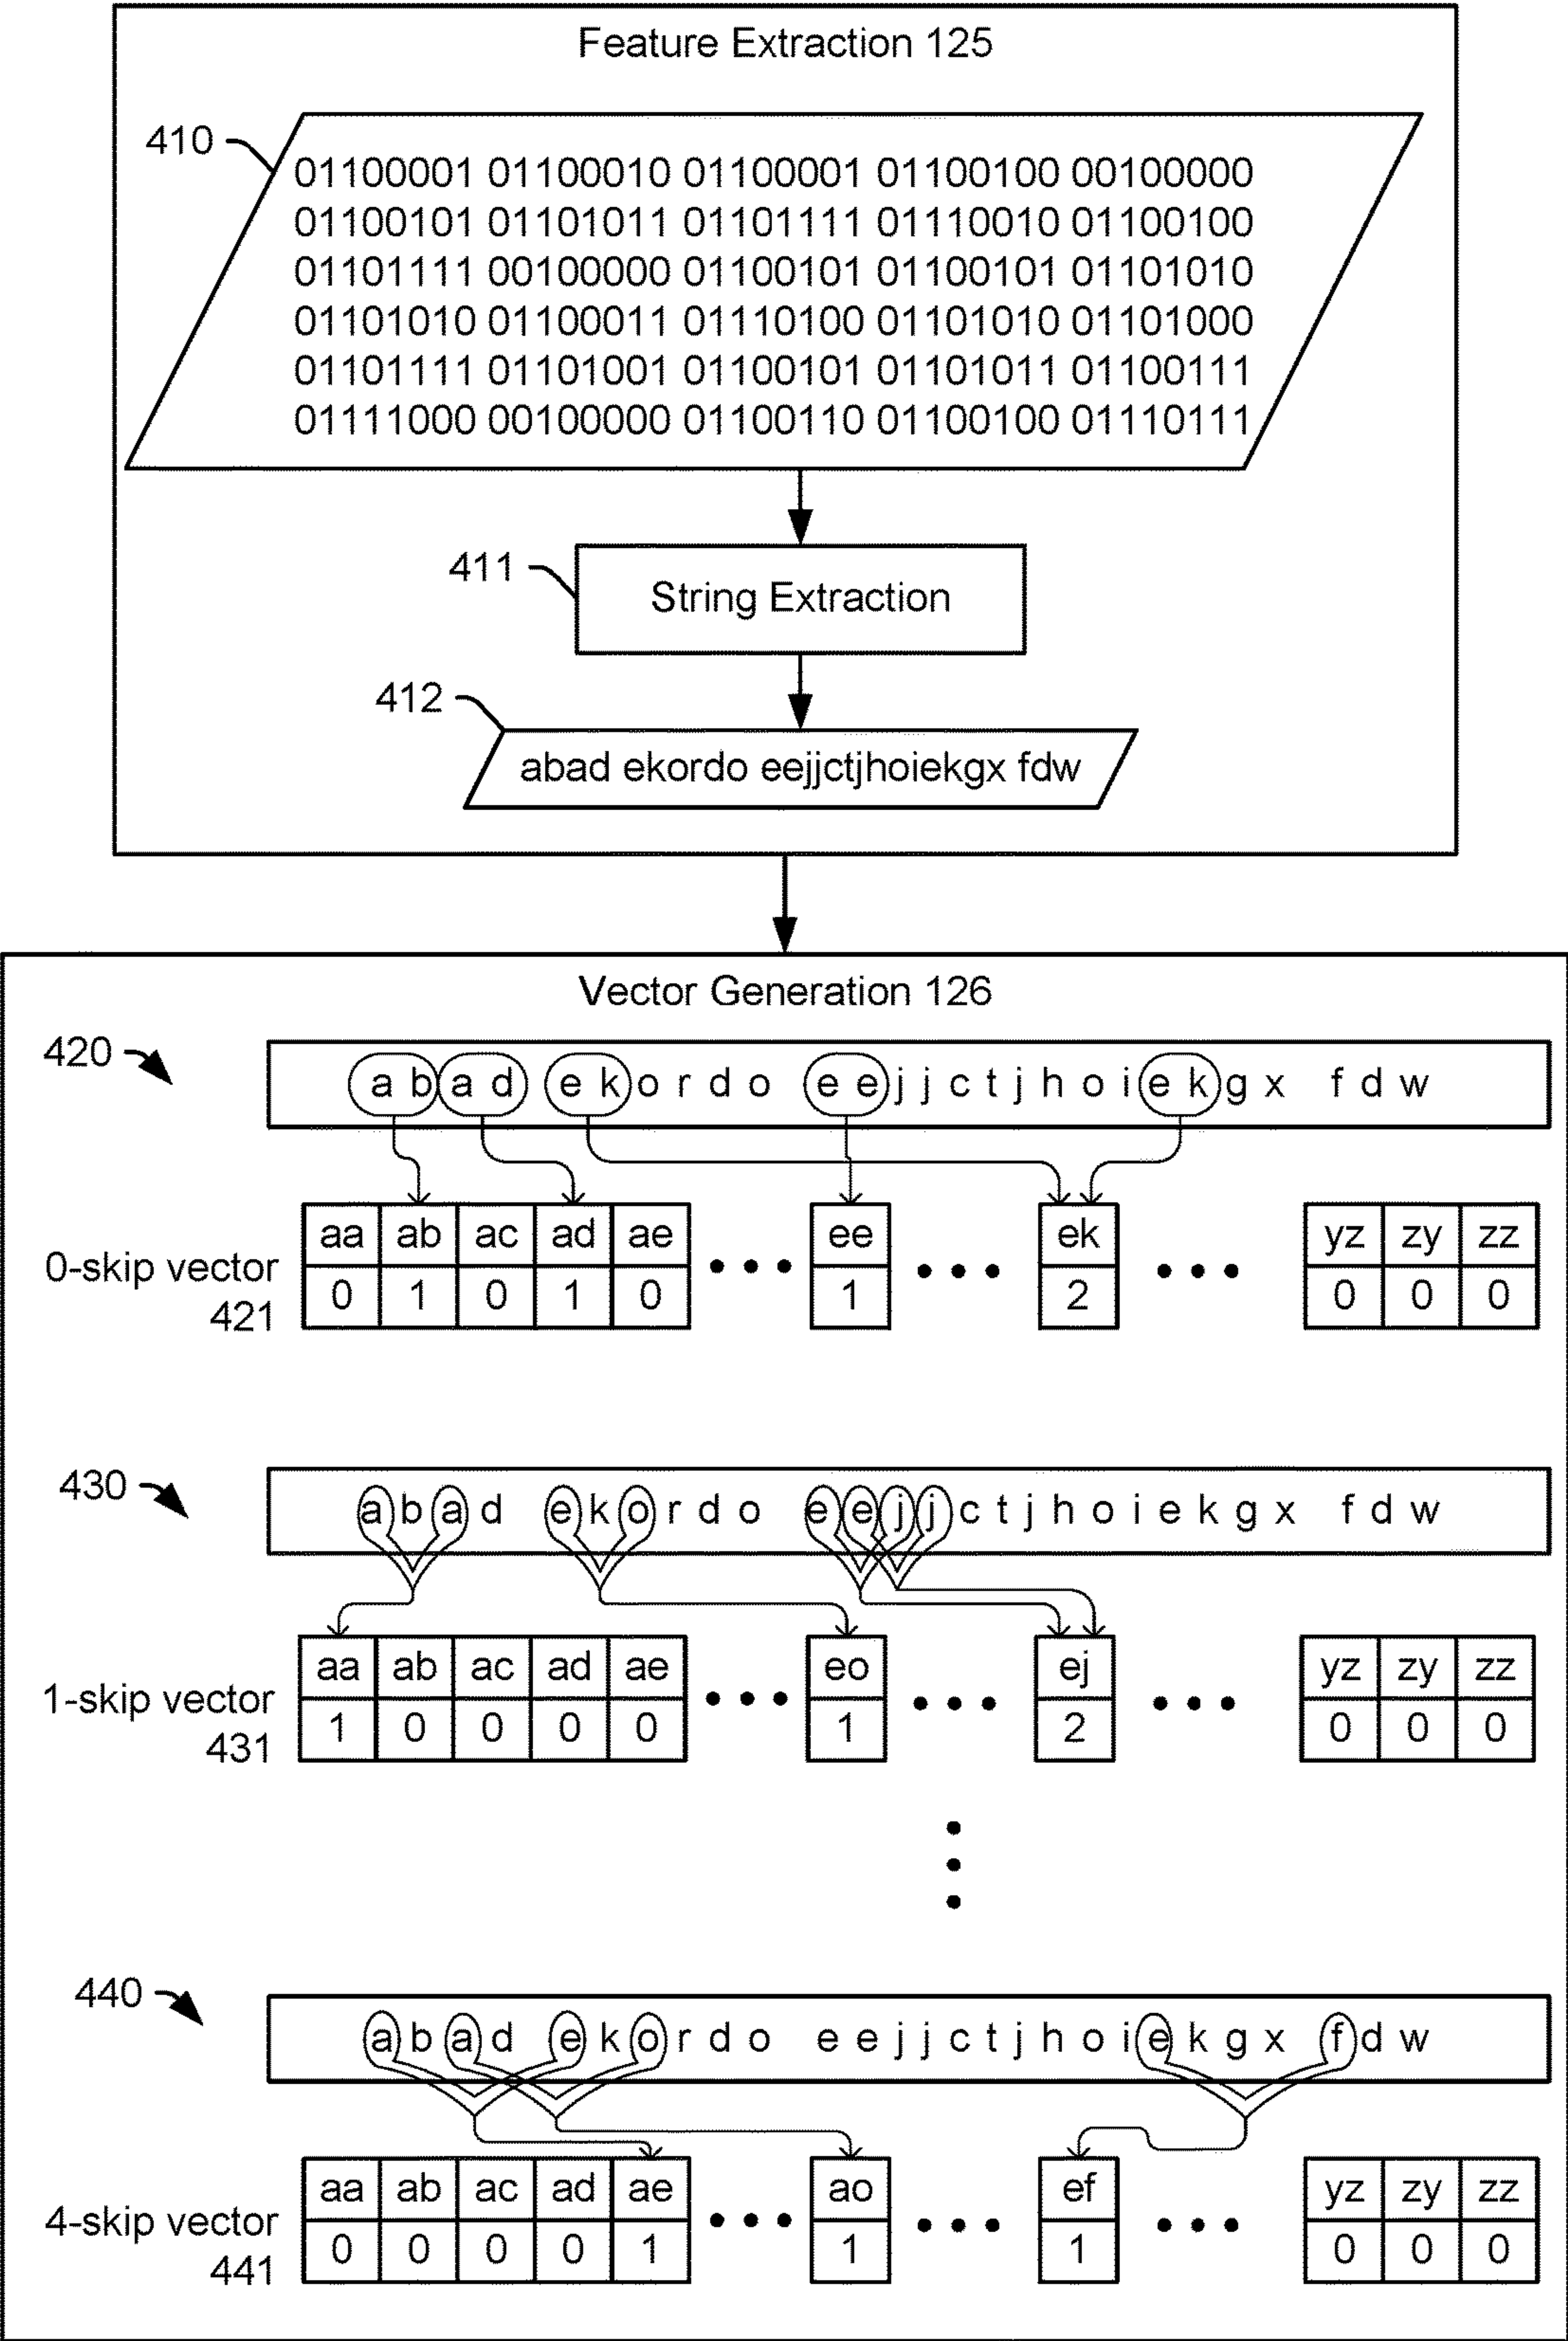 Feature Extraction 125
410
01100001 01100010 01100001 01100100 00100000
01100101 01101011 01101111 01110010 01100100
01101111 00100000 01100101 01100101 01101010
01101010 01100011 01110100 01101010 01101000
01101111 01101001 01100101 01101011 01100111
01111000 00100000 01100110 01100100 01110111
411
String Extraction
412
abad ekordo eejjctjhoiekgx fdw
Vector Generation 126
420
a b a d e k o r d o e e j j c t j h o i e k g x f d w
aa ab ac ad ae ee ek yz zy zz
0-skip vector
421
0 1 0 1 0 1 2 0 0 0
430
a b a d e k o r d o e e j j c t j h o i e k g x f d w
aa ab ac ad ae eo ej yz zy zz
1-skip vector
431
1 0 0 0 0 1 2 0 0 0
440
a b a d e k o r d o e e j j c t j h o i e k g x f d w
aa ab ac ad ae ao ef yz zy zz
4-skip vector
441
0 0 0 0 1 1 1 0 0 0